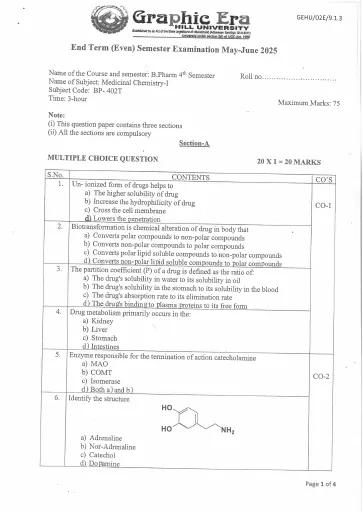 GEHU/02E/9.1.3
Graphic Era
HILL UNIVERSITY
End Term (Even) Semester Examination May-June 2025
Name of the Course and semester: B.Pharm 4th Semester
Roll no..............................
Name of Subject: Medicinal Chemistry-I
Subject Code: BP- 402T
Time: 3-hour
Maximum Marks: 75
Note:
(i) This question paper contains three sections
(ii) All the sections are compulsory
Section-A
MULTIPLE CHOICE QUESTION
20 X 1 = 20 MARKS
S.No. CONTENTS CO'S
1. Un- ionized form of drugs helps to
a) The higher solubility of drug
b) Increase the hydrophilicity of drug
c) Cross the cell membrane
d) Lowers the penetration
CO-1
2. Biotransformation is chemical alteration of drug in body that
a) Converts polar compounds to non-polar compounds
b) Converts non-polar compounds to polar compounds
c) Converts polar lipid soluble compounds to non-polar compounds
d) Converts non-polar lipid soluble compounds to polar compounds
3. The partition coefficient (P) of a drug is defined as the ratio of:
a) The drug's solubility in water to its solubility in oil
b) The drug's solubility in the stomach to its solubility in the blood
c) The drug's absorption rate to its elimination rate
d) The drug's binding to plasma proteins to its free form
4. Drug metabolism primarily occurs in the:
a) Kidney
b) Liver
c) Stomach
d) Intestines
5. Enzyme responsible for the termination of action catecholamine
a) MAO
b) COMT
c) Isomerase
d) Both a) and b)
CO-2
6. Identify the structure
HO
HO
NH2
a) Adrenaline
b) Nor-Adrenaline
c) Catechol
d) Dopamine
Page 1 of 4